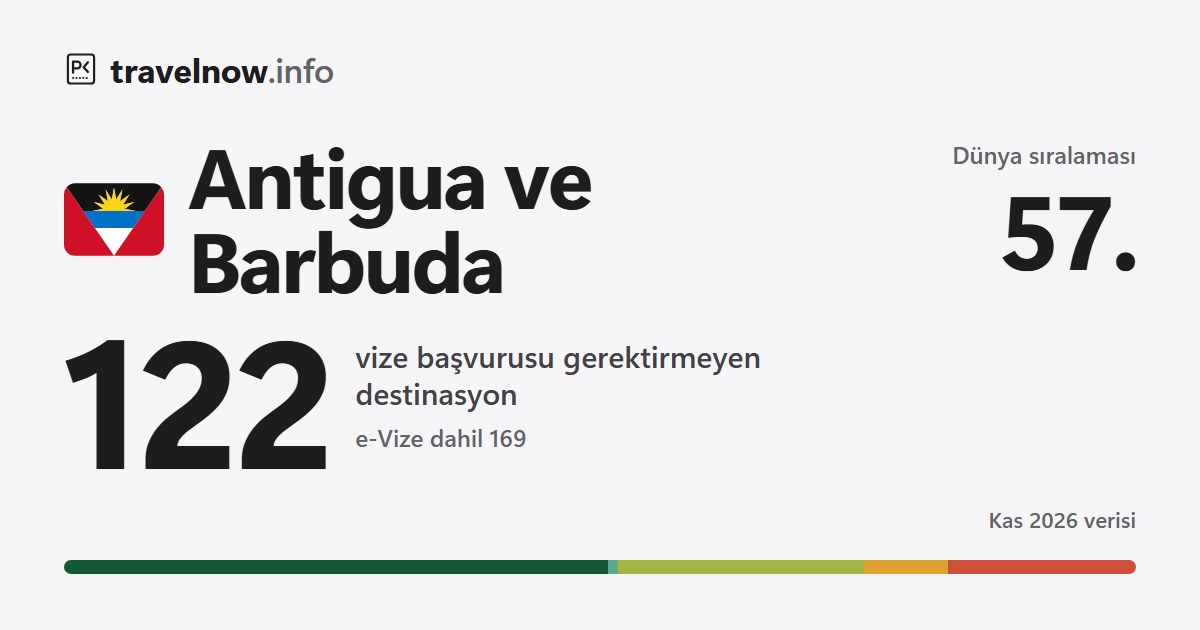 travelnow.info
Antigua ve
Barbuda
Dünya sıralaması
57.
122
vize başvurusu gerektirmeyen
destinasyon
e-Vize dahil 169
Kas 2026 verisi